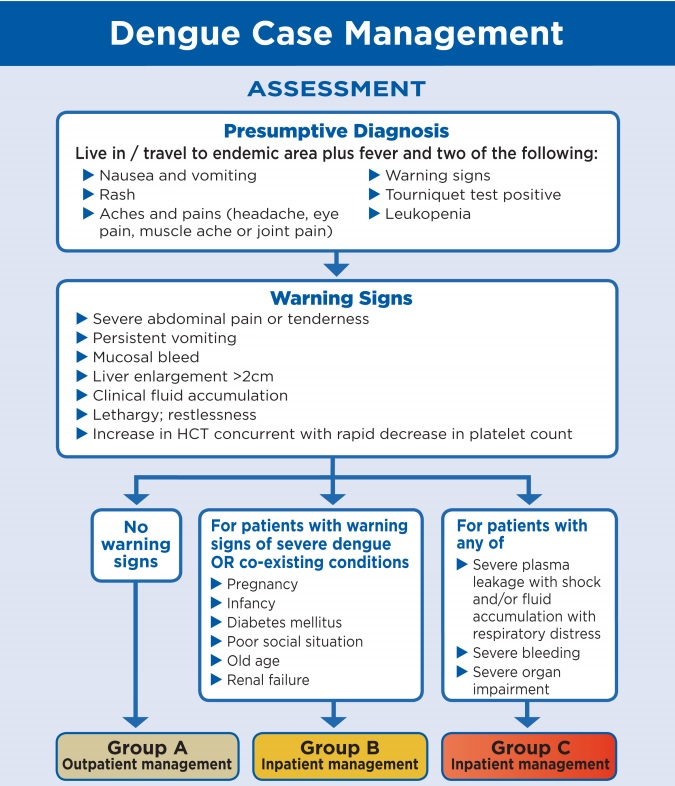 Dengue Case Management
ASSESSMENT
Presumptive Diagnosis
Live in / travel to endemic area plus fever and two of the following:
Nausea and vomiting
Rash
Aches and pains (headache, eye
pain, muscle ache or joint pain)
Warning signs
Tourniquet test positive
Leukopenia
Warning Signs
Severe abdominal pain or tenderness
Persistent vomiting
Mucosal bleed
Liver enlargement >2cm
Clinical fluid accumulation
Lethargy; restlessness
Increase in HCT concurrent with rapid decrease in platelet count
No
warning
signs
For patients with warning
signs of severe dengue
OR co-existing conditions
Pregnancy
Infancy
Diabetes mellitus
Poor social situation
Old age
Renal failure
For patients with
any of
Severe plasma
leakage with shock
and/or fluid
accumulation with
respiratory distress
Severe bleeding
Severe organ
impairment
Group A
Outpatient management
Group B
Inpatient management
Group C
Inpatient management